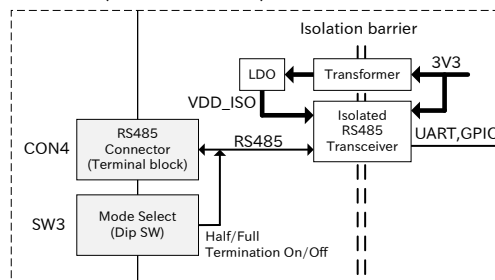 Isolation barrier
LDO
Transformer
3V3
VDD_ISO
CON4
RS485
Connector
(Terminal block)
RS485
Isolated
RS485
Transceiver
UART,GPIO
SW3
Mode Select
(Dip SW)
Half/Full
Termination On/Off